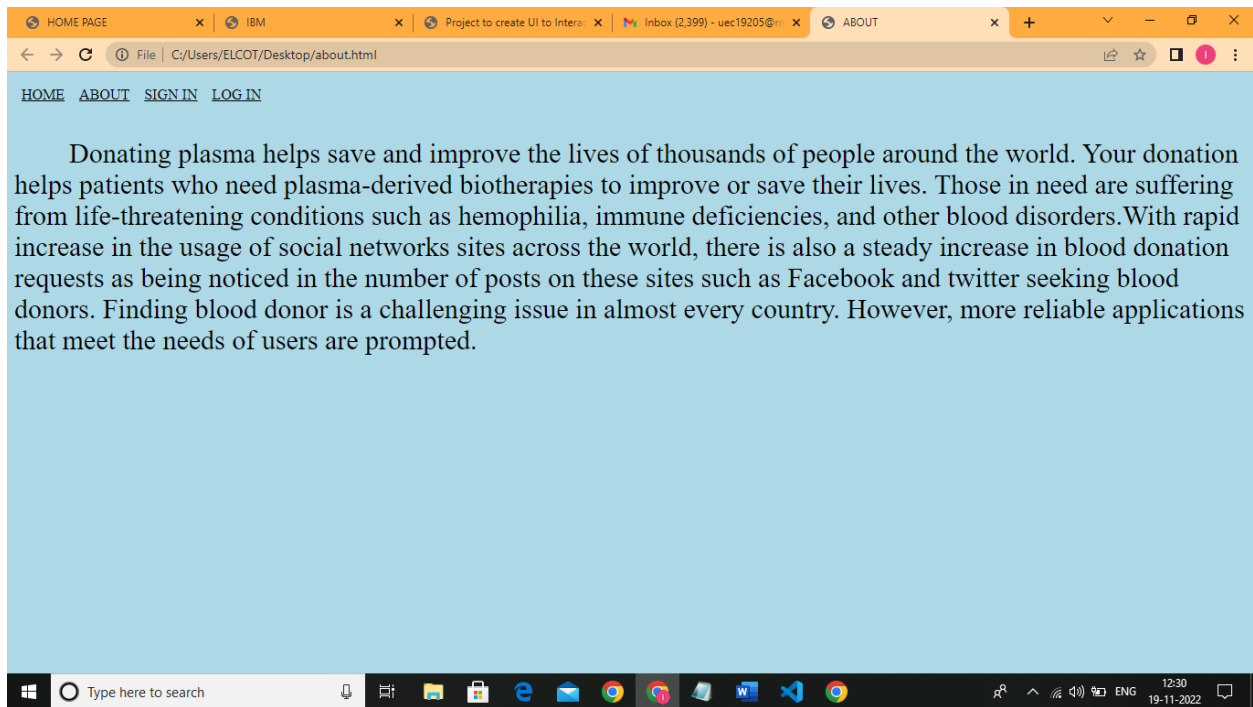 HOME PAGE
IBM
Project to create UI to Intera
Inbox (2,399) - uec19205@
ABOUT
File C:/Users/ELCOT/Desktop/about.html
HOME ABOUT SIGN IN LOG IN
Donating plasma helps save and improve the lives of thousands of people around the world. Your donation
helps patients who need plasma-derived biotherapies to improve or save their lives. Those in need are suffering
from life-threatening conditions such as hemophilia, immune deficiencies, and other blood disorders.With rapid
increase in the usage of social networks sites across the world, there is also a steady increase in blood donation
requests as being noticed in the number of posts on these sites such as Facebook and twitter seeking blood
donors. Finding blood donor is a challenging issue in almost every country. However, more reliable applications
that meet the needs of users are prompted.
Type here to search
ENG
12:30
19-11-2022